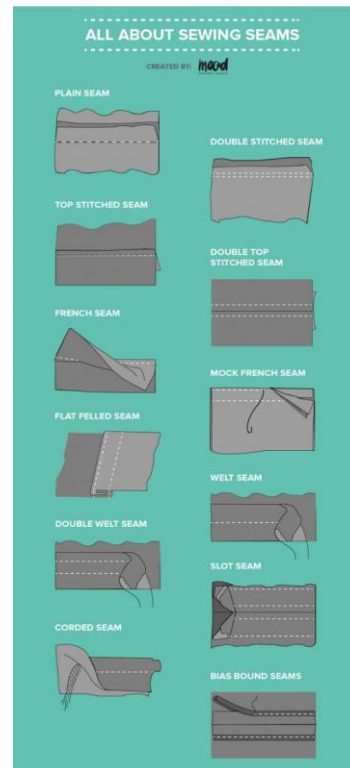 ALL ABOUT SEWING SEAMS
CREATED BY: mood
PLAIN SEAM
DOUBLE STITCHED SEAM
TOP STITCHED SEAM
DOUBLE TOP
STITCHED SEAM
FRENCH SEAM
MOCK FRENCH SEAM
FLAT FELLED SEAM
WELT SEAM
DOUBLE WELT SEAM
SLOT SEAM
CORDED SEAM
BIAS BOUND SEAMS